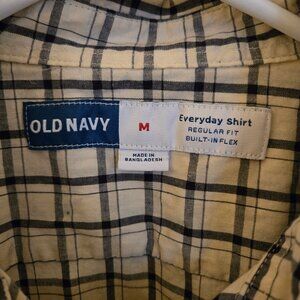 OLD NAVY
M
Everyday Shirt
REGULAR FIT
BUILT-IN FLEX
MADE IN
BANGLADESH